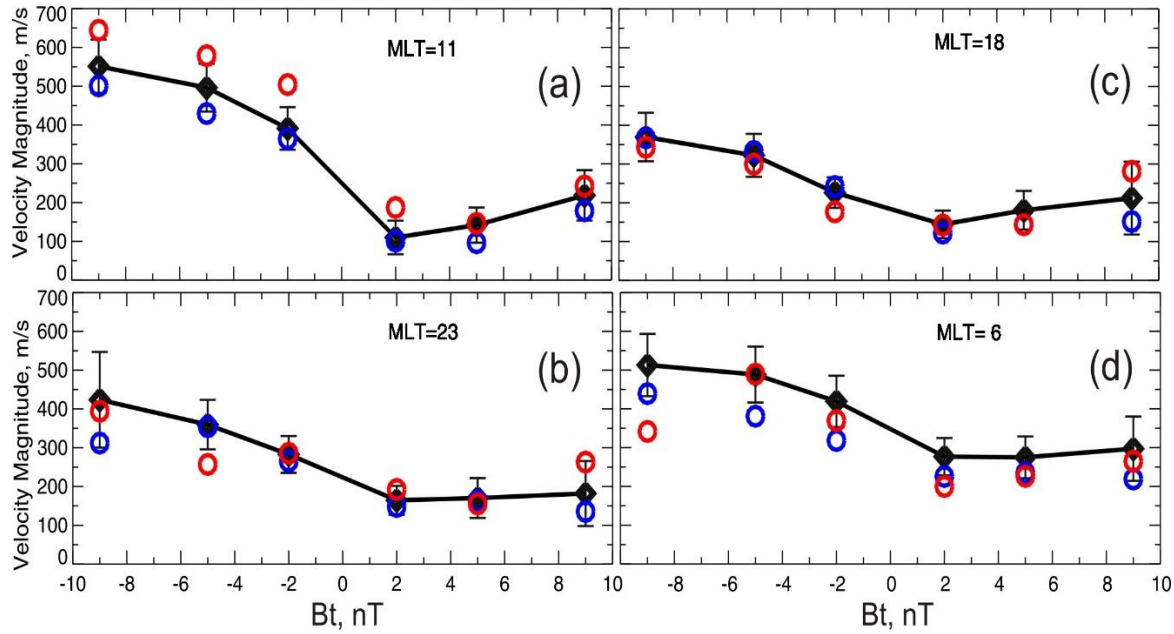 700
600
500
400
300
200
100
0
Velocity Magnitude, m/s
MLT=11
(a)
MLT=18
(c)
700
600
500
400
300
200
100
0
Velocity Magnitude, m/s
MLT=23
(b)
MLT= 6
(d)
-10 -8 -6 -4 -2 0 2 4 6 8 10
-8 -6 -4 -2 0 2 4 6 8 10
Bt, nT
Bt, nT